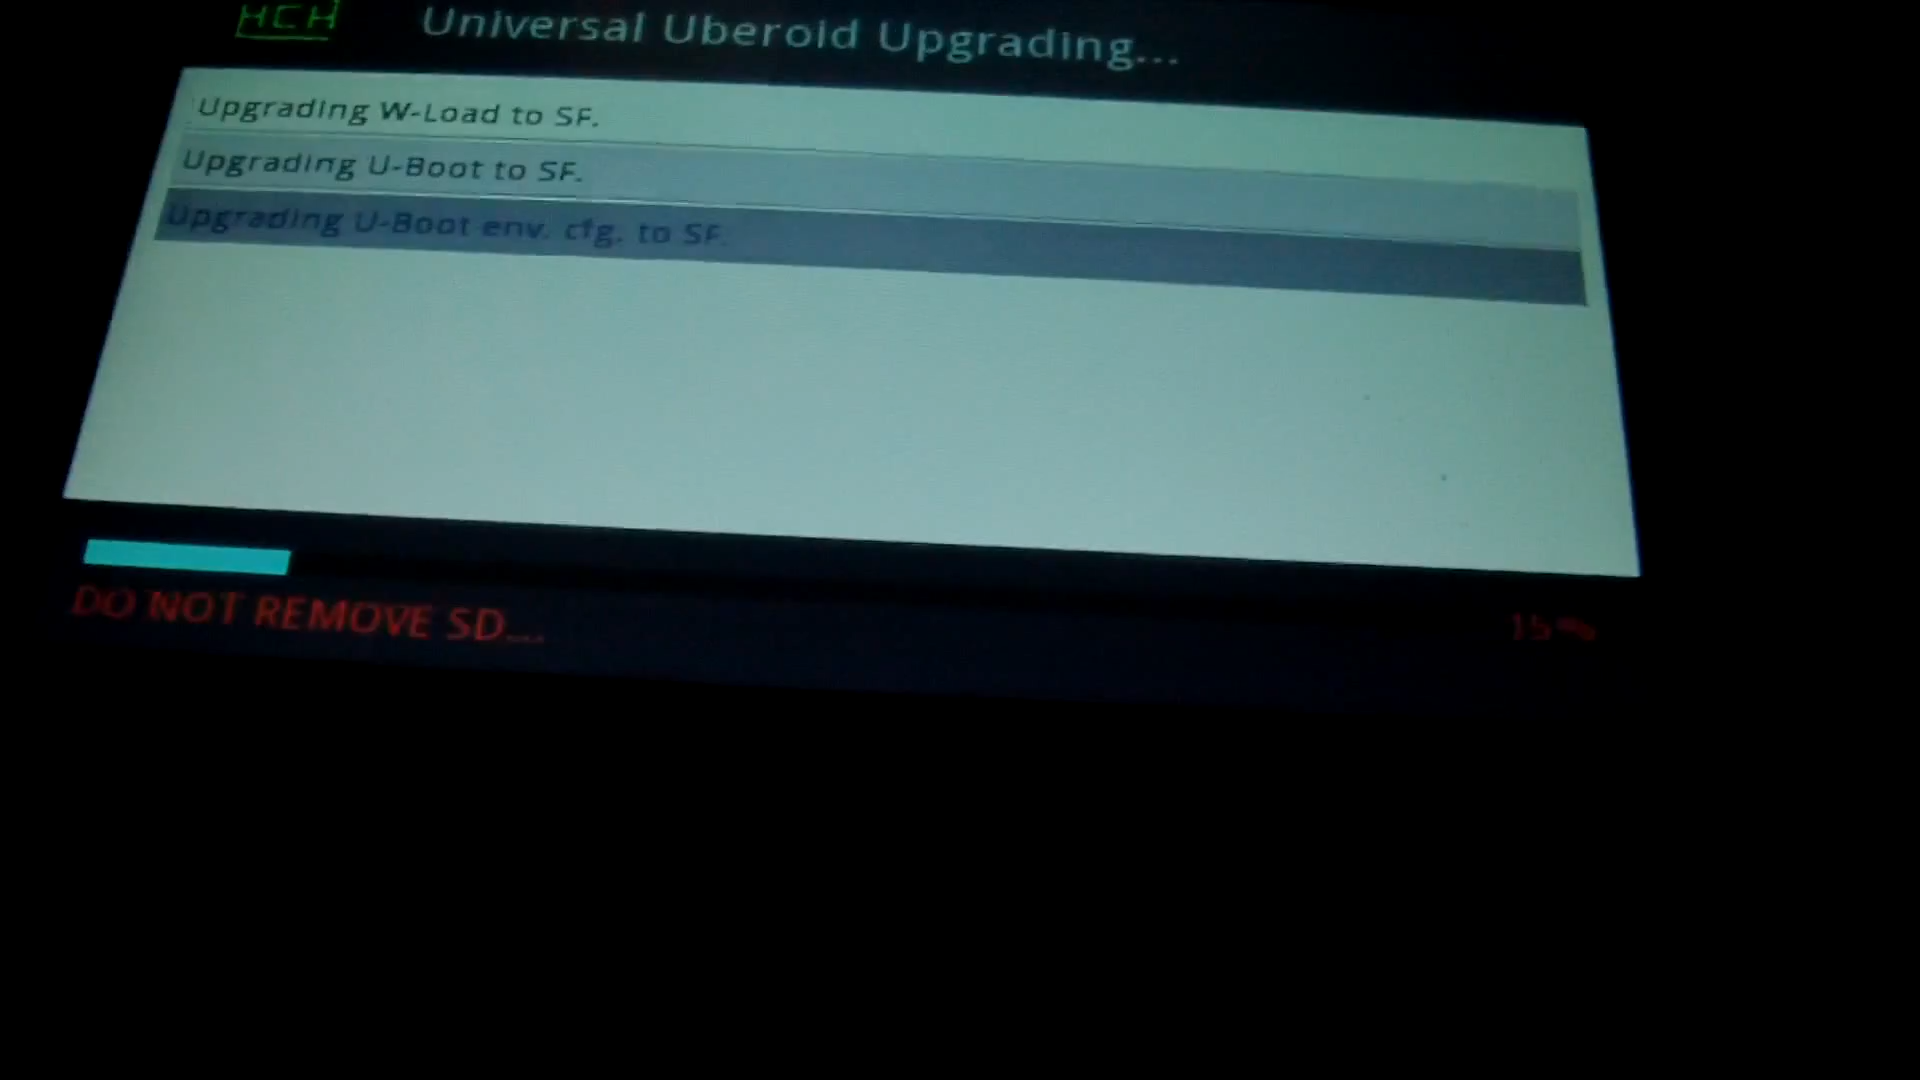 HCH
Universal Uberoid Upgrading...
Upgrading W-Load to SF.
Upgrading U-Boot to SF.
Upgrading U-Boot env. cfg. to SF.
DO NOT REMOVE SD...
15%